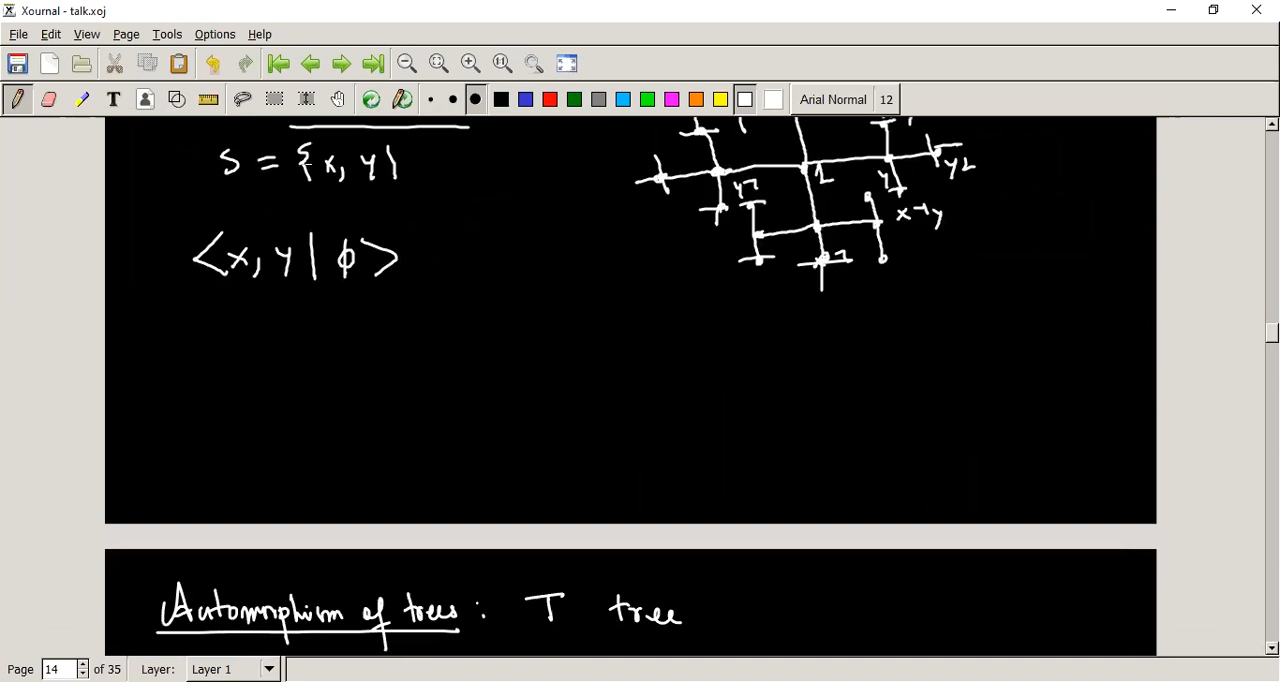 Xournal - talk.xoj
File Edit View Page Tools Options Help
Arial Normal 12
S = {x, y}
<x, y | φ>
1
y
y2
x-1y
Automorphism of trees : T tree
Page 14 of 35 Layer: Layer 1